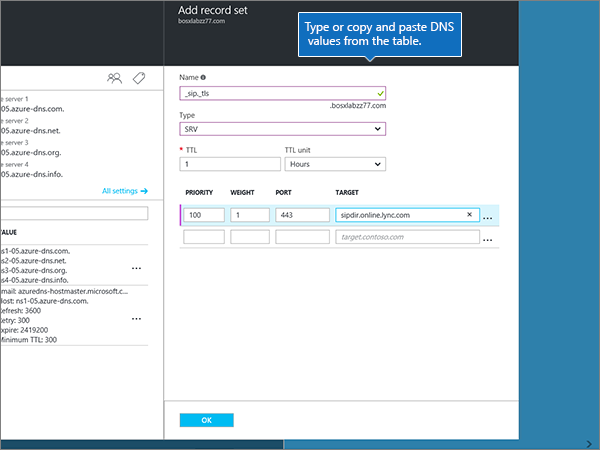 Add record set
bosxlabzz77.com
Type or copy and paste DNS
values from the table.
server 1
05.azure-dns.com.
server 2
05.azure-dns.net.
server 3
05.azure-dns.org.
server 4
05.azure-dns.info.
All settings →
VALUE
ns1-05.azure-dns.com.
ns2-05.azure-dns.net.
ns3-05.azure-dns.org.
ns4-05.azure-dns.info.
Email: azuredns-hostmaster.microsoft.c...
Host: ns1-05.azure-dns.com.
Refresh: 3600
Retry: 300
Expire: 2419200
Minimum TTL: 300
Name
_sip._tls
.bosxlabzz77.com
Type
SRV
* TTL TTL unit
1 Hours
PRIORITY WEIGHT PORT TARGET
100 1 443 sipdir.online.lync.com ...
target.contoso.com ...
OK